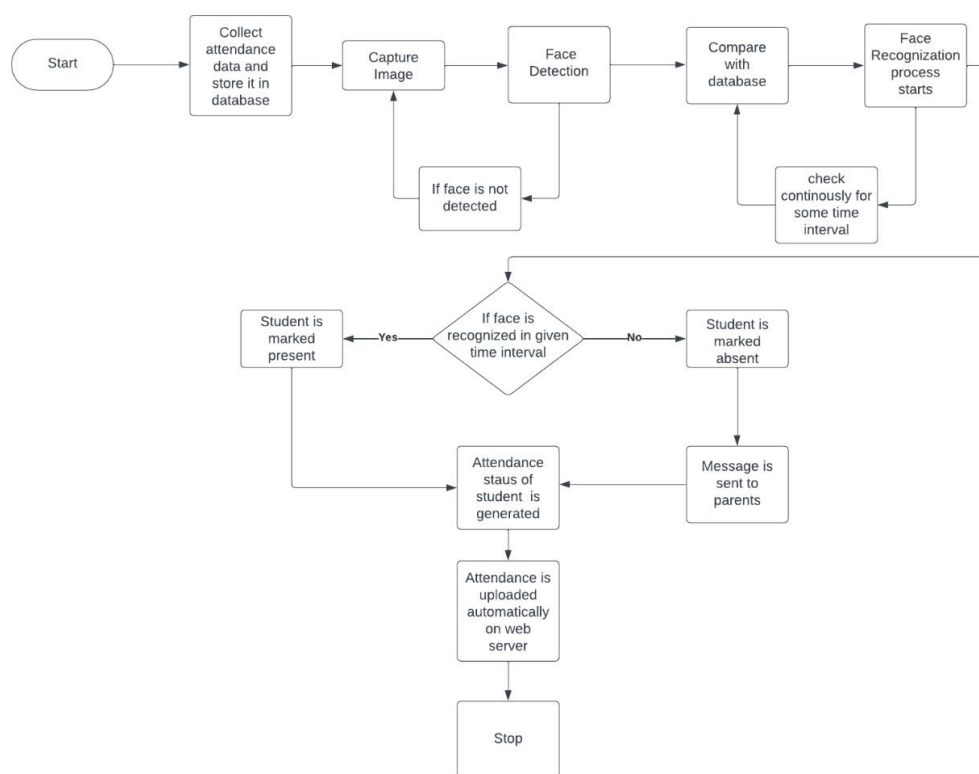 Start
Collect
attendance
data and
store it in
database
Capture
Image
Face
Detection
Compare
with
database
Face
Recognization
process
starts
If face is not
detected
check
continously for
some time
interval
If face is
recognized in given
time interval
Yes
No
Student is
marked
present
Student is
marked
absent
Attendance
staus of
student is
generated
Message is
sent to
parents
Attendance is
uploaded
automatically
on web
server
Stop